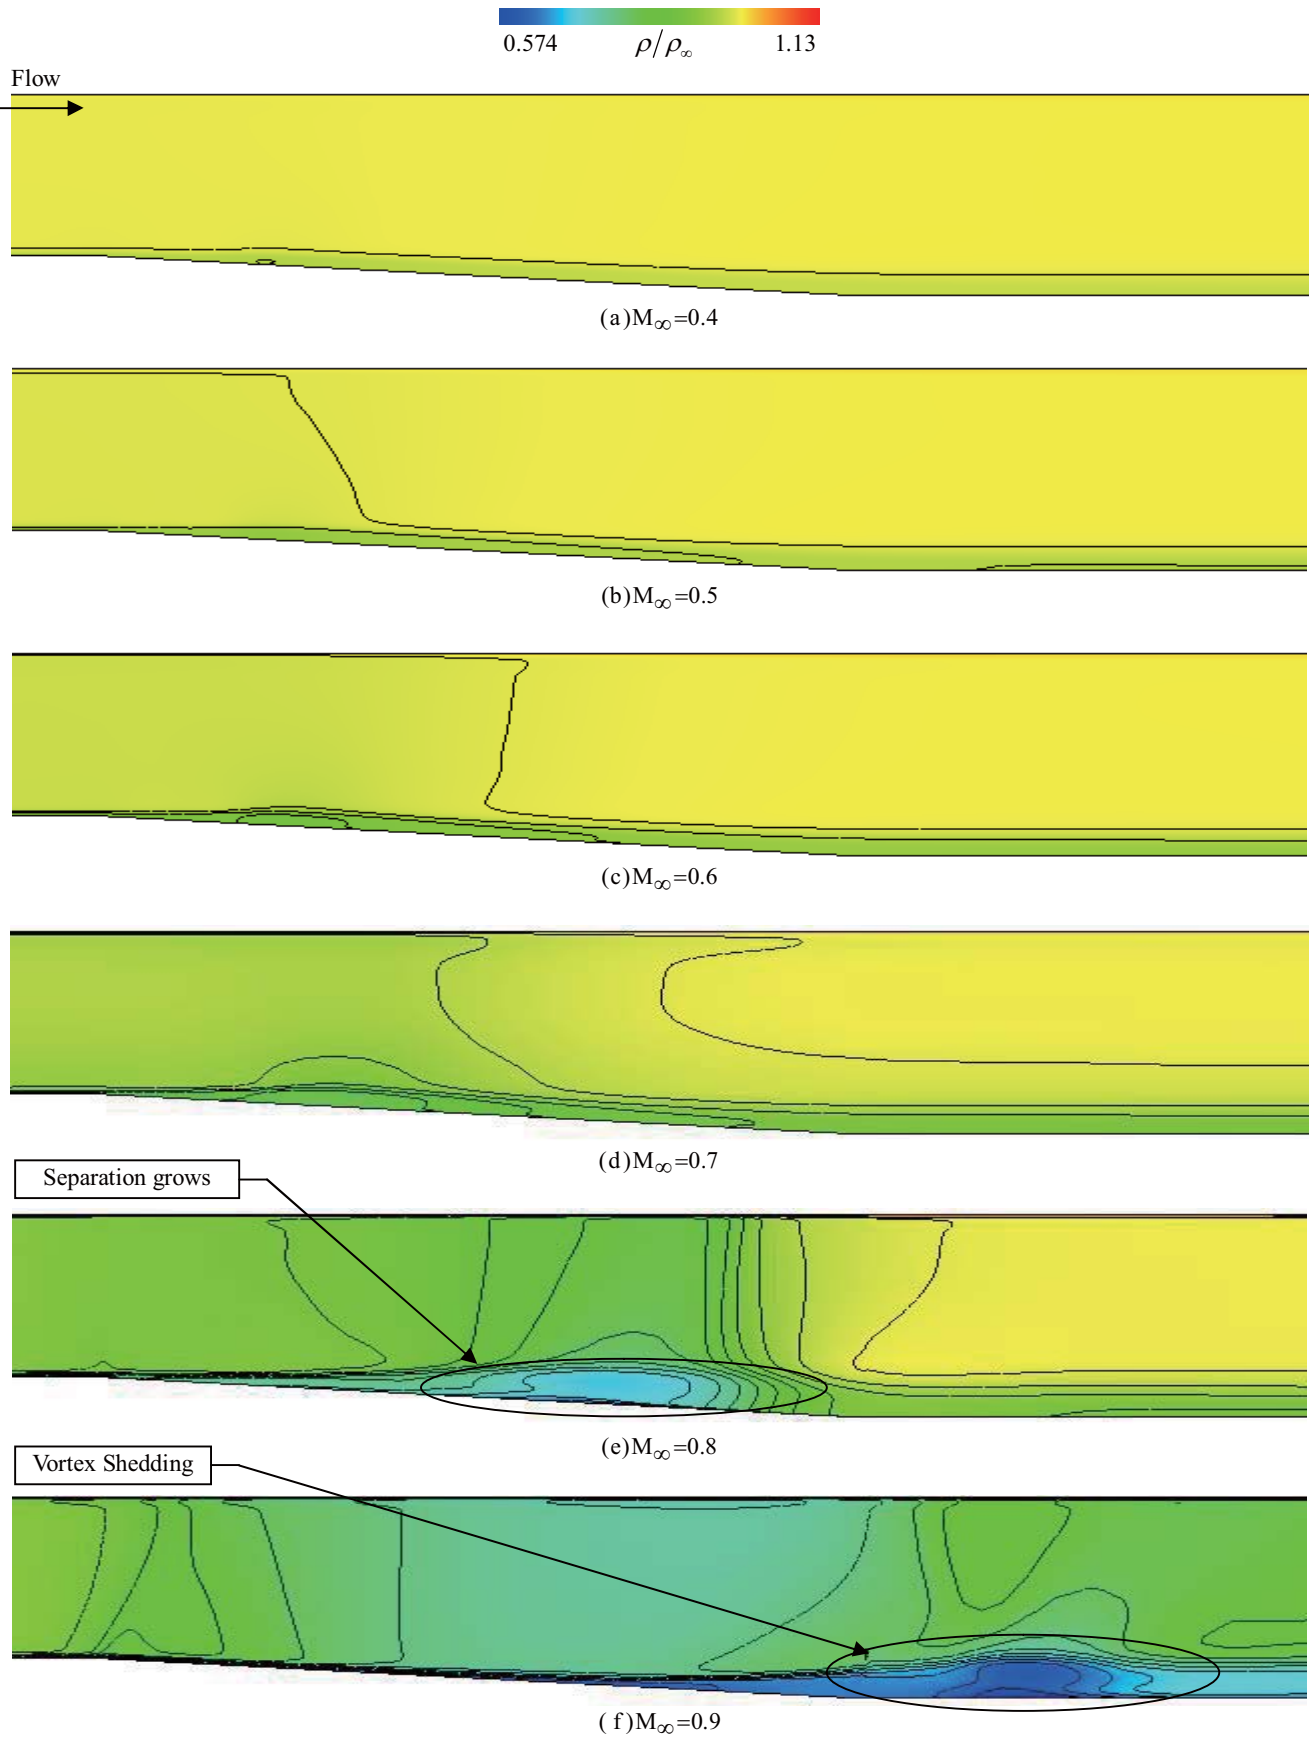 0.574 ρ/ρ∞ 1.13
Flow
(a)M∞=0.4
(b)M∞=0.5
(c)M∞=0.6
(d)M∞=0.7
Separation grows
(e)M∞=0.8
Vortex Shedding
(f)M∞=0.9